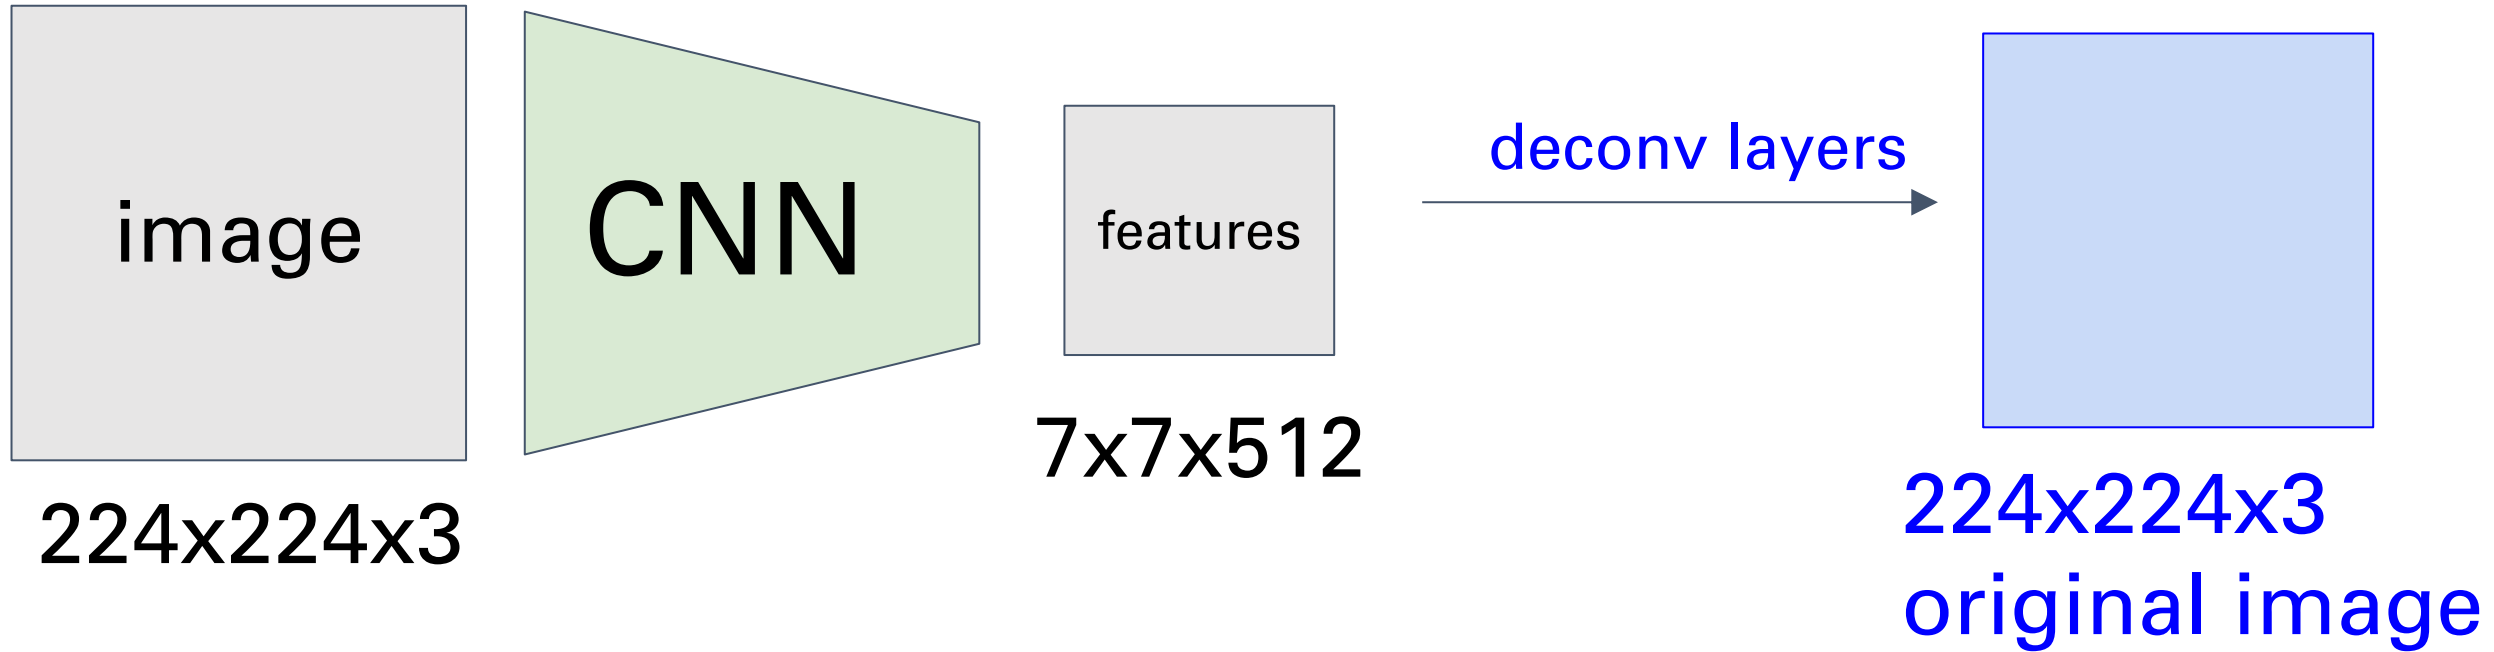 image
224x224x3
CNN
features
7x7x512
deconv layers
224x224x3
original image